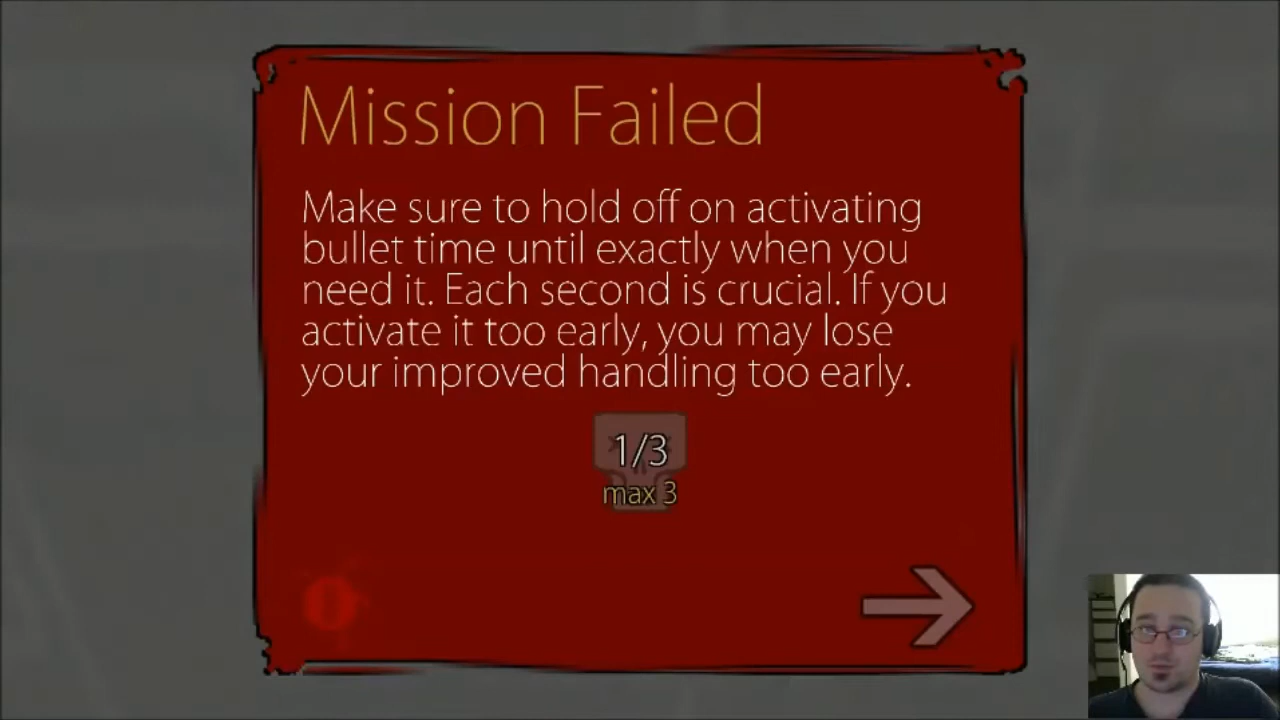 Mission Failed
Make sure to hold off on activating
bullet time until exactly when you
need it. Each second is crucial. If you
activate it too early, you may lose
your improved handling too early.
1/3
max 3
0